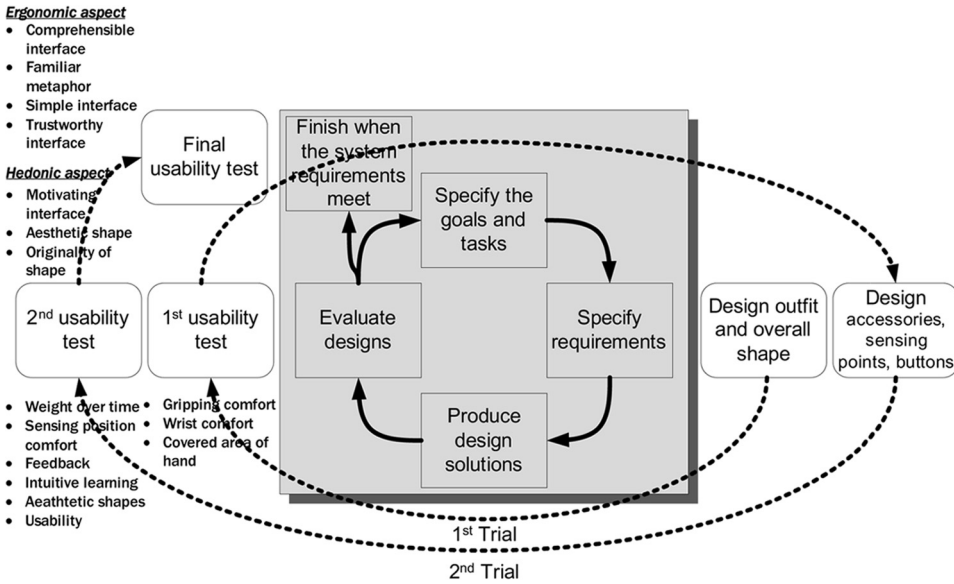 Ergonomic aspect
• Comprehensible
interface
• Familiar
metaphor
• Simple interface
• Trustworthy
interface
Hedonic aspect
• Motivating
interface
• Aesthetic shape
• Originality of
shape
Final
usability test
Finish when
the system
requirements
meet
Specify the
goals and
tasks
2nd usability
test
1st usability
test
Evaluate
designs
Specify
requirements
Design outfit
and overall
shape
Design
accessories,
sensing
points, buttons
Produce
design
solutions
• Weight over time
• Sensing position
comfort
• Feedback
• Intuitive learning
• Aeathtetic shapes
• Usability
• Gripping comfort
• Wrist comfort
• Covered area of
hand
1st Trial
2nd Trial